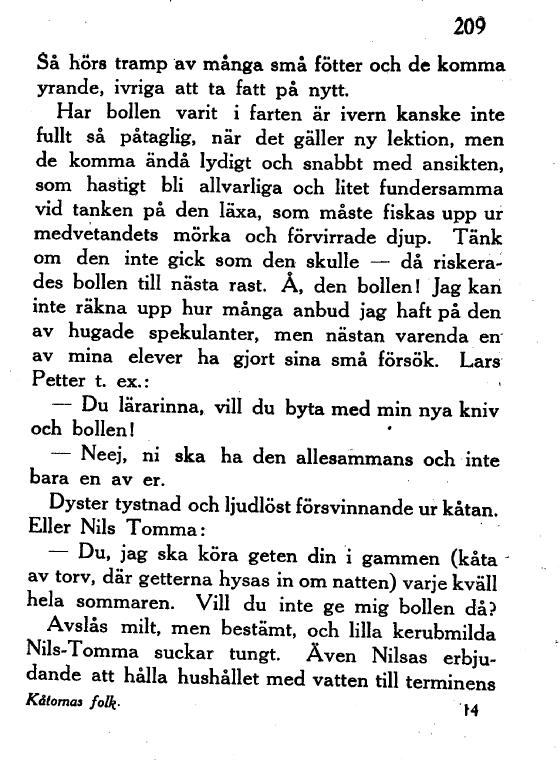 209
Så hörs tramp av många små fötter och de komma
yrande, ivriga att ta fatt på nytt.
Har bollen varit i farten är ivern kanske inte
fullt så påtaglig, när det gäller ny lektion, men
de komma ändå lydigt och snabbt med ansikten,
som hastigt bli allvarliga och litet fundersamma
vid tanken på den läxa, som måste fiskas upp ur
medvetandets mörka och förvirrade djup. Tänk
om den inte gick som den skulle — då riskera-
des bollen till nästa rast. Å, den bollen! Jag kan
inte räkna upp hur många anbud jag haft på den
av hugade spekulanter, men nästan varenda en
av mina elever ha gjort sina små försök. Lars
Petter t. ex.:
— Du lärarinna, vill du byta med min nya kniv
och bollen!
— Neej, ni ska ha den allesammans och inte
bara en av er.
Dyster tystnad och ljudlöst försvinnande ur kåtan.
Eller Nils Tomma:
— Du, jag ska köra geten din i gammen (kåta
av torv, där getterna hysas in om natten) varje kväll
hela sommaren. Vill du inte ge mig bollen då?
Avslås milt, men bestämt, och lilla kerubmilda
Nils-Tomma suckar tungt. Även Nilsas erbju-
dande att hålla hushållet med vatten till terminens
Kåtornas folk.
14